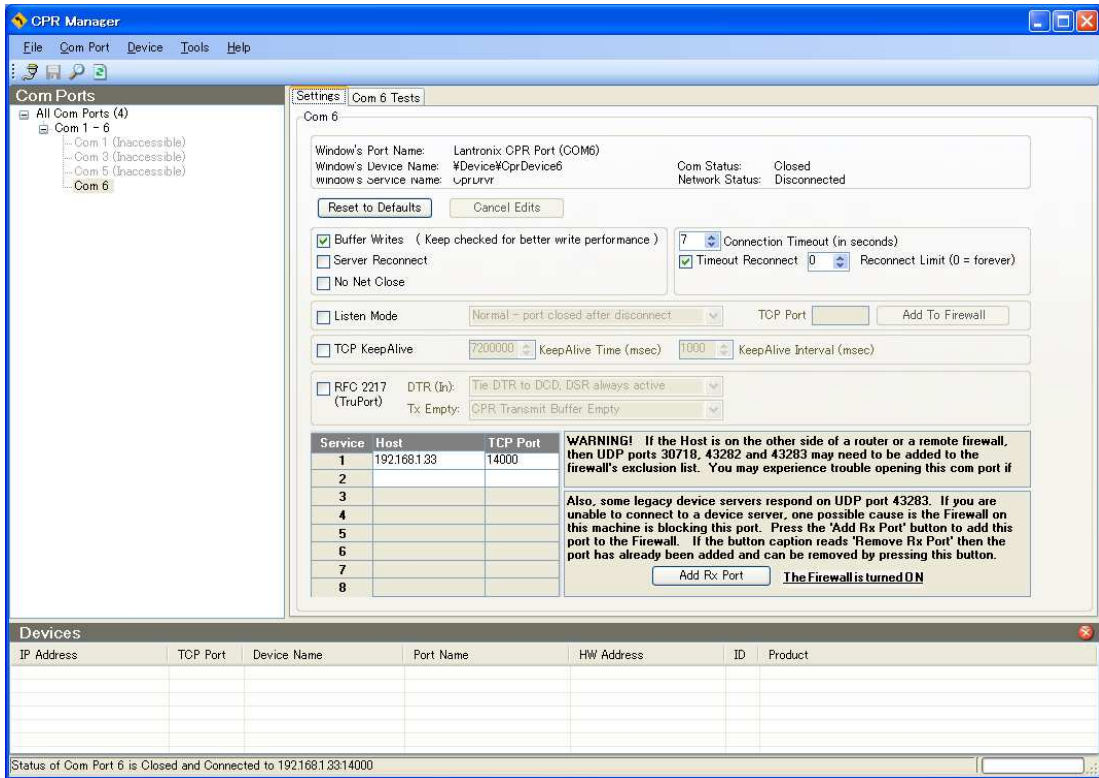 CPR Manager
File Com Port Device Tools Help
Com Ports
All Com Ports (4)
Com 1 - 6
Com 1 (Inaccessible)
Com 3 (Inaccessible)
Com 5 (Inaccessible)
Com 6
Settings Com 6 Tests
Com 6
Window's Port Name: Lantronix CPR Port (COM6)
Window's Device Name: ¥Device¥CprDevice6 Com Status: Closed
Window's Service Name: CprDrvr Network Status: Disconnected
Reset to Defaults Cancel Edits
Buffer Writes ( Keep checked for better write performance ) 7 Connection Timeout (in seconds)
Server Reconnect Timeout Reconnect 0 Reconnect Limit (0 = forever)
No Net Close
Listen Mode Normal - port closed after disconnect TCP Port Add To Firewall
TCP KeepAlive 7200000 KeepAlive Time (msec) 1000 KeepAlive Interval (msec)
RFC 2217 (TruPort) DTR (In): Tie DTR to DCD, DSR always active
Tx Empty: CPR Transmit Buffer Empty
Service Host TCP Port
1 192.168.1.33 14000
2
3
4
5
6
7
8
WARNING! If the Host is on the other side of a router or a remote firewall,
then UDP ports 30718, 43282 and 43283 may need to be added to the
firewall's exclusion list. You may experience trouble opening this com port if
Also, some legacy device servers respond on UDP port 43283. If you are
unable to connect to a device server, one possible cause is the Firewall on
this machine is blocking this port. Press the 'Add Rx Port' button to add this
port to the Firewall. If the button caption reads 'Remove Rx Port' then the
port has already been added and can be removed by pressing this button.
Add Rx Port The Firewall is turned ON
Devices
IP Address TCP Port Device Name Port Name HW Address ID Product
Status of Com Port 6 is Closed and Connected to 192.168.1.33:14000